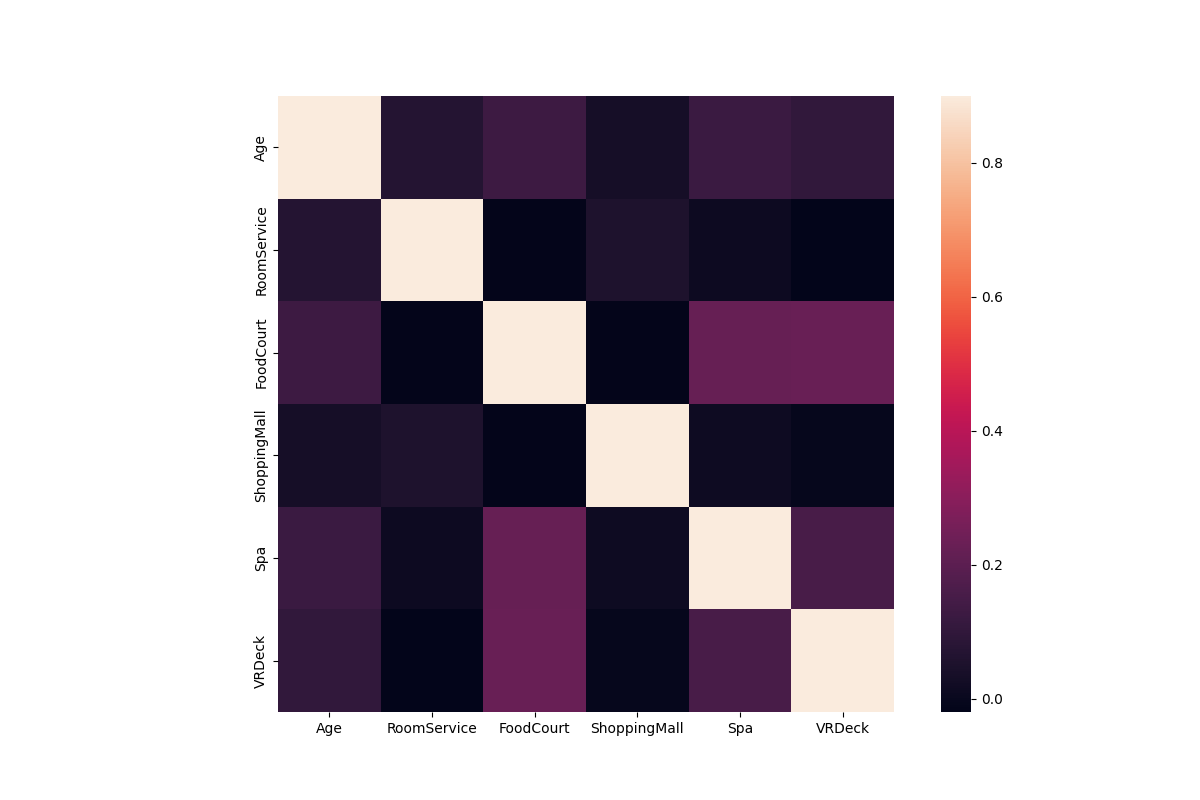 Age
RoomService
FoodCourt
ShoppingMall
Spa
VRDeck
Age
RoomService
FoodCourt
ShoppingMall
Spa
VRDeck
0.8
0.6
0.4
0.2
0.0